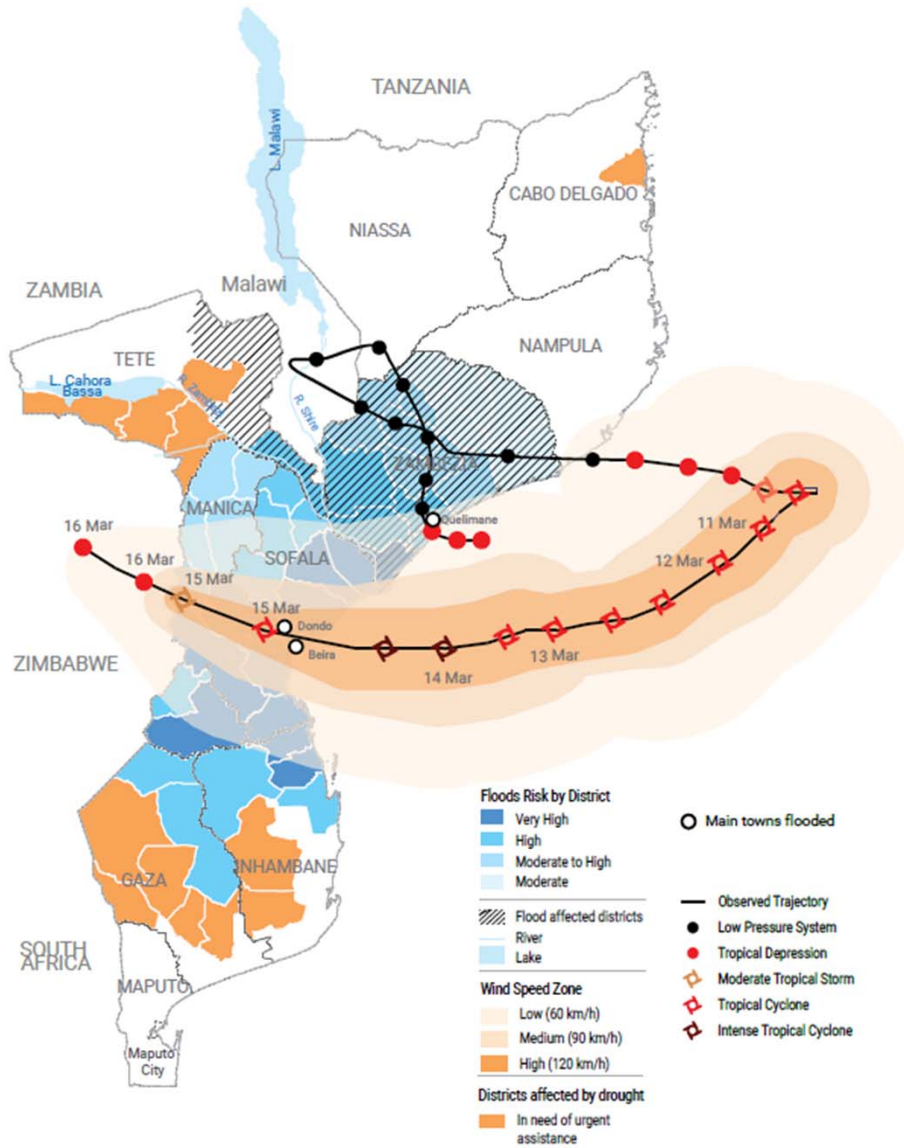 TANZANIA
L. Malawi
CABO DELGADO
NIASSA
ZAMBIA
Malawi
NAMPULA
TETE
L. Cahora
Bassa
R. Zambezi
R. Shire
ZAMBEZIA
MANICA
Quelimane
11 Mar
16 Mar
SOFALA
12 Mar
16 Mar
15 Mar
15 Mar
Dondo
Beira
13 Mar
ZIMBABWE
14 Mar
Floods Risk by District
Very High
High
Moderate to High
Moderate
Main towns flooded
INHAMBANE
GAZA
Flood affected districts
River
Lake
Observed Trajectory
Low Pressure System
Tropical Depression
Moderate Tropical Storm
Tropical Cyclone
Intense Tropical Cyclone
SOUTH
AFRICA
MAPUTO
Wind Speed Zone
Low (60 km/h)
Medium (90 km/h)
High (120 km/h)
Maputo
City
Districts affected by drought
In need of urgent
assistance